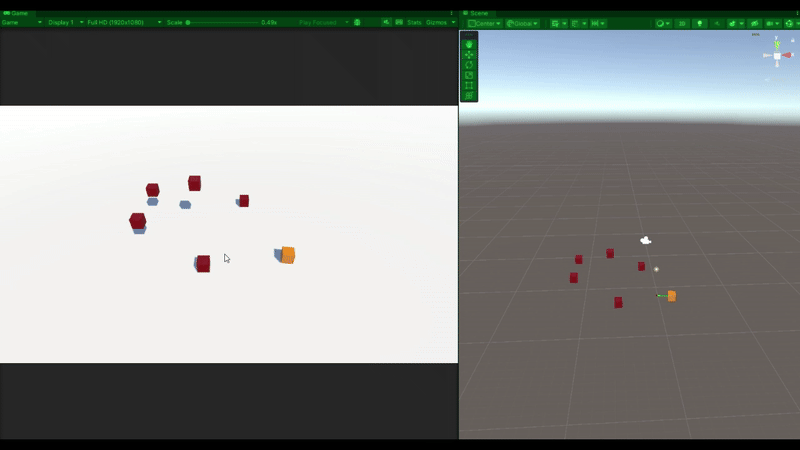 Game
Scene
Game Display 1 Full HD (1920x1080) Scale 0.49x Play Focused Stats Gizmos
Center Global 2D